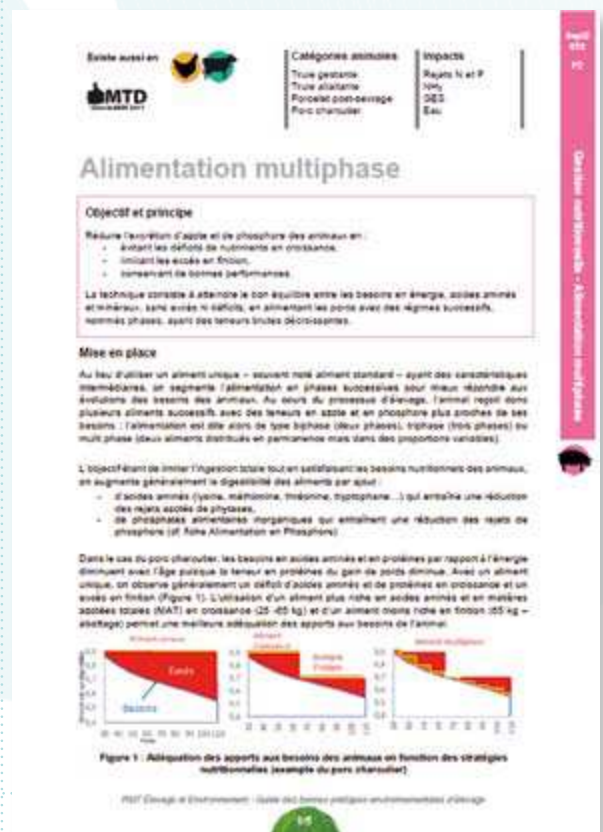 Existe aussi en
MTD
Catégories animales
Truie gestante
Truie allaitante
Porcelet post-sevrage
Porc charcutier
Impacts
Rejets N et P
NH₃
GES
Eau
Alimentation multiphase
Objectif et principe
Réduire l'excrétion d'azote et de phosphore des animaux en :
- évitant les déficits de nutriments en croissance,
- limitant les excès en finition,
- conservant de bonnes performances.
La technique consiste à atteindre le bon équilibre entre les besoins en énergie, acides aminés
et minéraux, sans excès ni déficits, en alimentant les porcs avec des régimes successifs,
nommés phases, ayant des teneurs brutes décroissantes.
Mise en place
Au lieu d'utiliser un aliment unique – souvent noté aliment standard – ayant des caractéristiques
intermédiaires, on segmente l'alimentation en phases successives pour mieux répondre aux
évolutions des besoins des animaux. Au cours du processus d'élevage, l'animal reçoit donc
plusieurs aliments successifs avec des teneurs en azote et en phosphore plus proches de ses
besoins : l'alimentation est dite alors de type biphase (deux phases), triphase (trois phases) ou
multi phase (deux aliments distribués en permanence mais dans des proportions variables).
L'objectif étant de limiter l'ingestion totale tout en satisfaisant les besoins nutritionnels des animaux,
on augmente généralement la digestibilité des aliments par ajout :
- d'acides aminés (lysine, méthionine, thréonine, tryptophane…) qui entraîne une réduction
des rejets azotés de phytases,
- de phosphates alimentaires inorganiques qui entraînent une réduction des rejets de
phosphore (cf. fiche Alimentation en Phosphore)
Dans le cas du porc charcutier, les besoins en acides aminés et en protéines par rapport à l'énergie
diminuent avec l'âge puisque la teneur en protéines du gain de poids diminue. Avec un aliment
unique, on observe généralement un déficit d'acides aminés et de protéines en croissance et un
excès en finition (Figure 1). L'utilisation d'un aliment plus riche en acides aminés et en matières
azotées totales (MAT) en croissance (25 -65 kg) et d'un aliment moins riche en finition (65 kg –
abattage) permet une meilleure adéquation des apports aux besoins de l'animal.
Excès
Besoins
Figure 1 : Adéquation des apports aux besoins des animaux en fonction des stratégies
nutritionnelles (exemple du porc charcutier)
RMT Élevage et Environnement - Guide des bonnes pratiques environnementales d'élevage
Gestion nutritionnelle - Alimentation multiphase